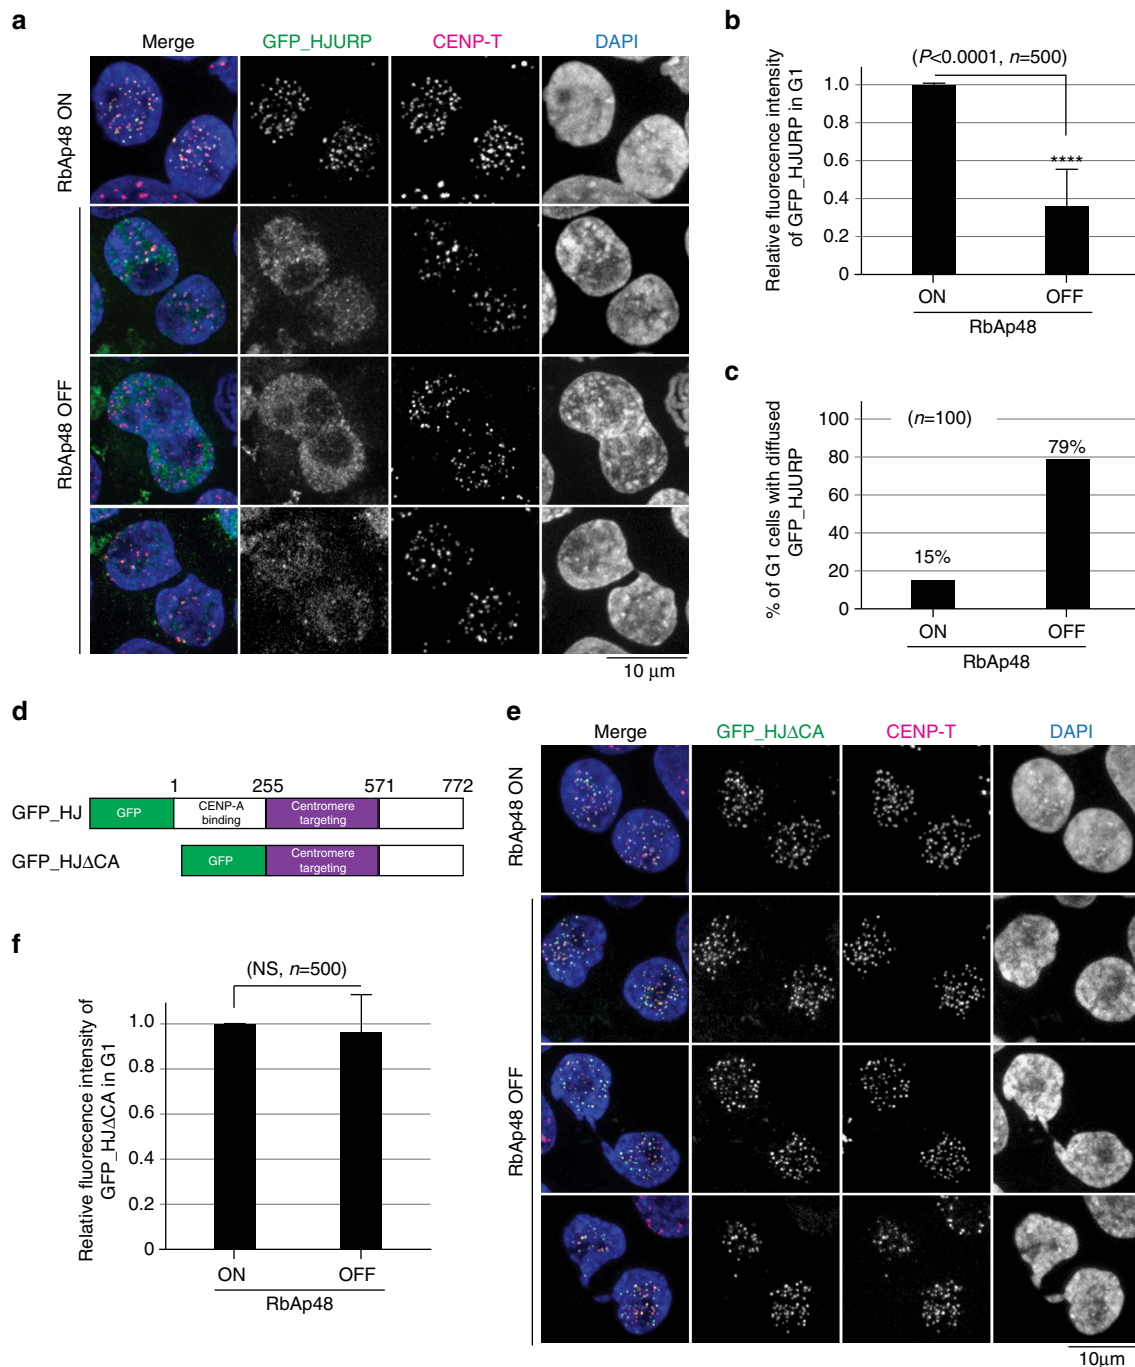 a
Merge
GFP_HJURP
CENP-T
DAPI
RbAp48 ON
RbAp48 OFF
10 μm
b
(P<0.0001, n=500)
Relative fluorecence intensity
of GFP_HJURP in G1
1.0
0.8
0.6
0.4
0.2
0
****
ON
OFF
RbAp48
c
(n=100)
% of G1 cells with diffused
GFP_HJURP
100
80
60
40
20
0
15%
79%
ON
OFF
RbAp48
d
1
255
571
772
GFP_HJ
GFP
CENP-A
binding
Centromere
targeting
GFP_HJΔCA
GFP
Centromere
targeting
e
Merge
GFP_HJΔCA
CENP-T
DAPI
RbAp48 ON
RbAp48 OFF
10μm
f
(NS, n=500)
Relative fluorecence intensity of
GFP_HJΔCA in G1
1.0
0.8
0.6
0.4
0.2
0
ON
OFF
RbAp48